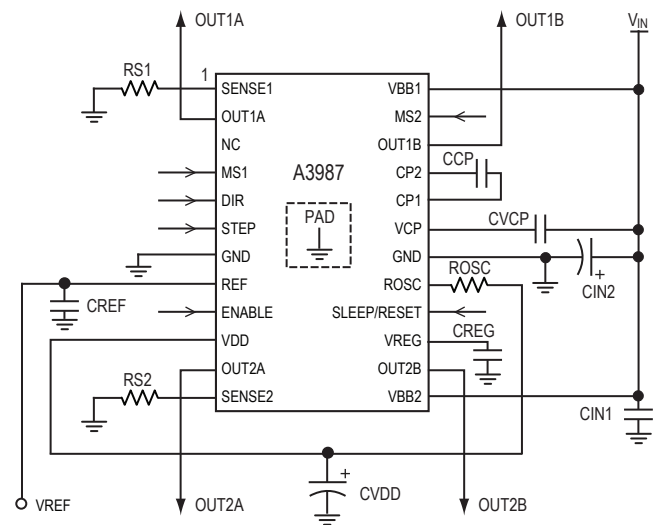 OUT1A
OUT1B
VIN
RS1
1
SENSE1
VBB1
OUT1A
MS2
NC
OUT1B
CCP
MS1
A3987
CP2
DIR
CP1
PAD
STEP
VCP
CVCP
GND
GND
ROSC
REF
ROSC
+
CIN2
CREF
ENABLE
SLEEP/RESET
CREG
VDD
VREG
OUT2A
OUT2B
RS2
SENSE2
VBB2
CIN1
+
CVDD
VREF
OUT2A
OUT2B